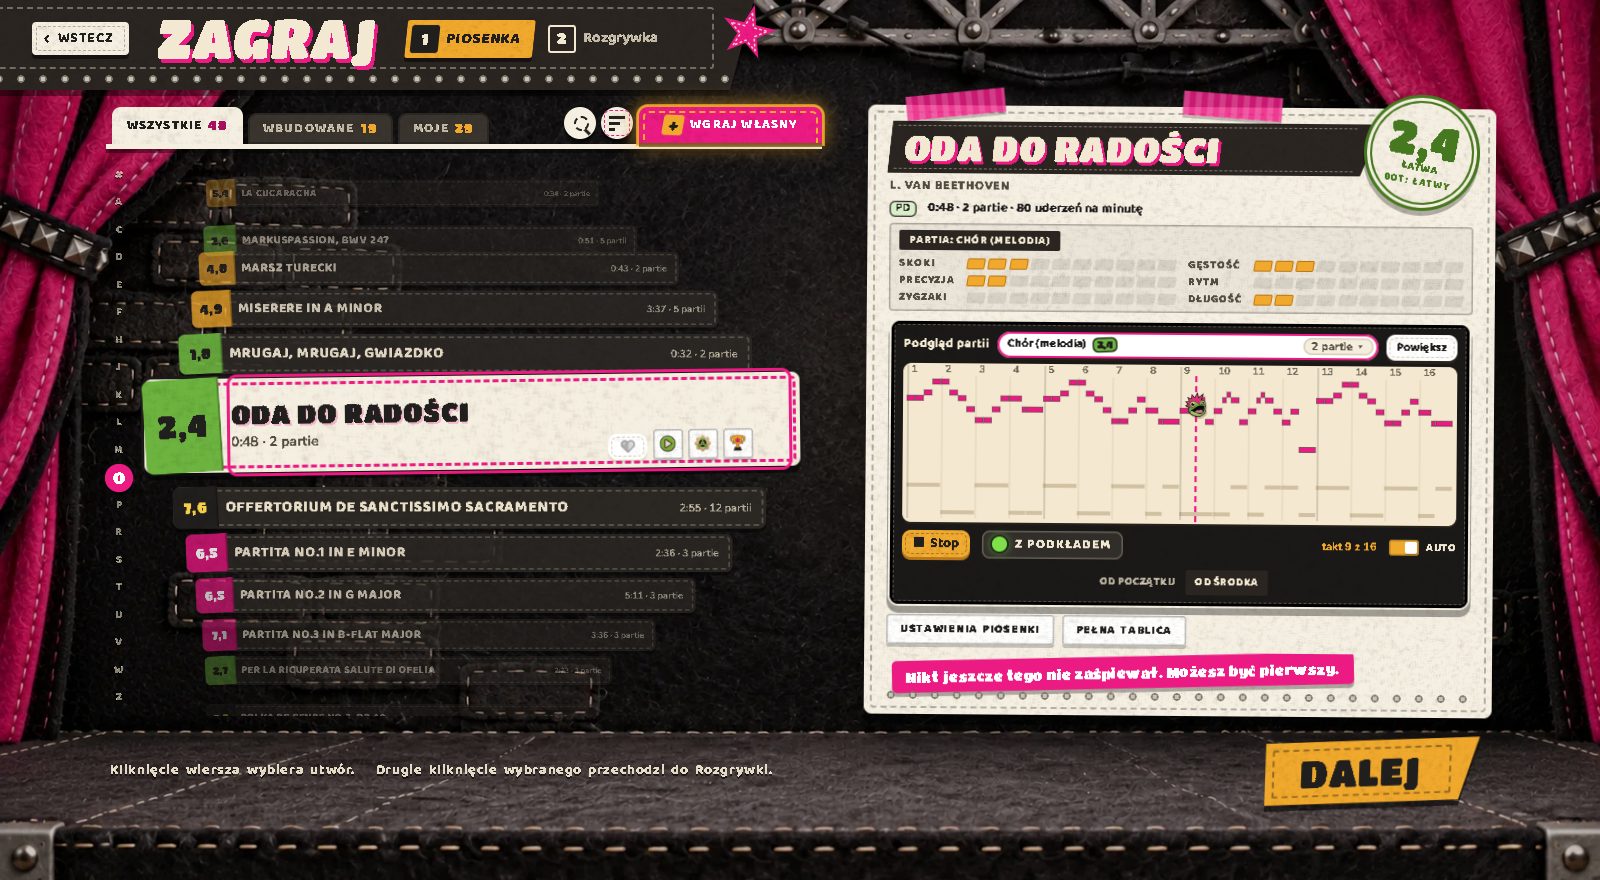 ‹ WSTECZ
ZAGRAJ
1 PIOSENKA
2 Rozgrywka
WSZYSTKIE 48
WBUDOWANE 19
MOJE 29
+ WGRAJ WŁASNY
A
C
D
E
F
H
J
K
L
M
O
P
R
S
T
U
V
W
Z
LA CUCARACHA 0:38 · 2 partie
2,6 MARKUSPASSION, BWV 247 0:51 · 5 partii
4,0 MARSZ TURECKI 0:43 · 2 partie
4,9 MISERERE IN A MINOR 3:37 · 5 partii
1,0 MRUGAJ, MRUGAJ, GWIAZDKO 0:32 · 2 partie
2,4 ODA DO RADOŚCI
0:48 · 2 partie
7,6 OFFERTORIUM DE SANCTISSIMO SACRAMENTO 2:55 · 12 partii
6,5 PARTITA NO.1 IN E MINOR 2:36 · 3 partie
6,5 PARTITA NO.2 IN G MAJOR 5:11 · 3 partie
7,1 PARTITA NO.3 IN B-FLAT MAJOR 3:36 · 3 partie
2,7 PER LA RICUPERATA SALUTE DI OFELIA
ODA DO RADOŚCI
2,4
ŁATWA
BOT: ŁATWY
L. VAN BEETHOVEN
PD 0:48 · 2 partie · 80 uderzeń na minutę
PARTIA: CHÓR (MELODIA)
SKOKI
GĘSTOŚĆ
PRECYZJA
RYTM
ZYGZAKI
DŁUGOŚĆ
Podgląd partii
Chór (melodia) 2,4
2 partie
Powiększ
1 2 3 4 5 6 7 8 9 10 11 12 13 14 15 16
Stop
Z PODKŁADEM
takt 9 z 16
AUTO
OD POCZĄTKU
OD ŚRODKA
USTAWIENIA PIOSENKI
PEŁNA TABLICA
Nikt jeszcze tego nie zaśpiewał. Możesz być pierwszy.
Kliknięcie wiersza wybiera utwór. Drugie kliknięcie wybranego przechodzi do Rozgrywki.
DALEJ